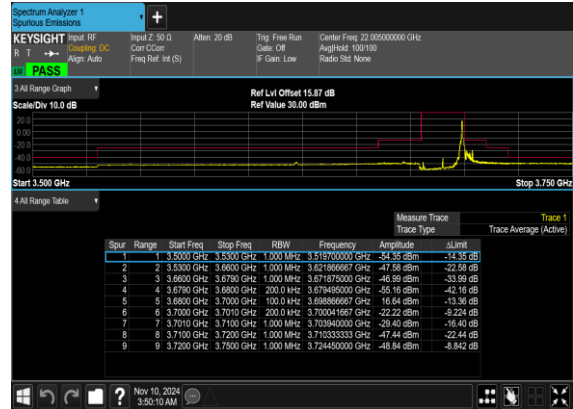 Spectrum Analyzer 1
Spurious Emissions
KEYSIGHT Input: RF Input Z: 50 Ω Atten: 20 dB Trig: Free Run Center Freq: 22.005000000 GHz
R T Coupling: DC Corr CCorr Gate: Off Avg|Hold: 100/100
Align: Auto Freq Ref: Int (S) IF Gain: Low Radio Std: None
PASS
3 All Range Graph
Ref Lvl Offset 15.87 dB
Scale/Div 10.0 dB Ref Value 30.00 dBm
20.0
0.00
-20.0
-40.0
-60.0
Start 3.500 GHz Stop 3.750 GHz
4 All Range Table
Measure Trace Trace 1
Trace Type Trace Average (Active)
Spur Range Start Freq Stop Freq RBW Frequency Amplitude ΔLimit
1 1 3.5000 GHz 3.5300 GHz 1.000 MHz 3.519700000 GHz -54.35 dBm -14.35 dB
2 2 3.5300 GHz 3.6600 GHz 1.000 MHz 3.621866667 GHz -47.58 dBm -22.58 dB
3 3 3.6600 GHz 3.6790 GHz 1.000 MHz 3.671875000 GHz -46.99 dBm -33.99 dB
4 4 3.6790 GHz 3.6800 GHz 200.0 kHz 3.679495000 GHz -55.16 dBm -42.16 dB
5 5 3.6800 GHz 3.7000 GHz 100.0 kHz 3.698866667 GHz 16.64 dBm -13.36 dB
6 6 3.7000 GHz 3.7010 GHz 200.0 kHz 3.700041667 GHz -22.22 dBm -9.224 dB
7 7 3.7010 GHz 3.7100 GHz 1.000 MHz 3.703940000 GHz -29.40 dBm -16.40 dB
8 8 3.7100 GHz 3.7200 GHz 1.000 MHz 3.710333333 GHz -47.44 dBm -22.44 dB
9 9 3.7200 GHz 3.7500 GHz 1.000 MHz 3.724450000 GHz -48.84 dBm -8.842 dB
Nov 10, 2024
3:50:10 AM